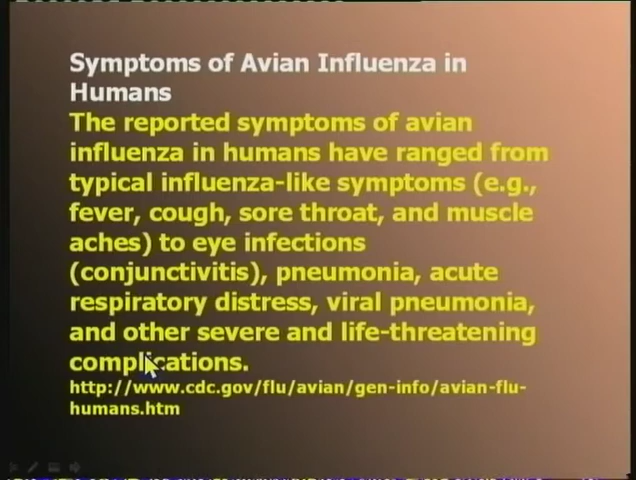 Symptoms of Avian Influenza in
Humans
The reported symptoms of avian
influenza in humans have ranged from
typical influenza-like symptoms (e.g.,
fever, cough, sore throat, and muscle
aches) to eye infections
(conjunctivitis), pneumonia, acute
respiratory distress, viral pneumonia,
and other severe and life-threatening
complications.
http://www.cdc.gov/flu/avian/gen-info/avian-flu-
humans.htm